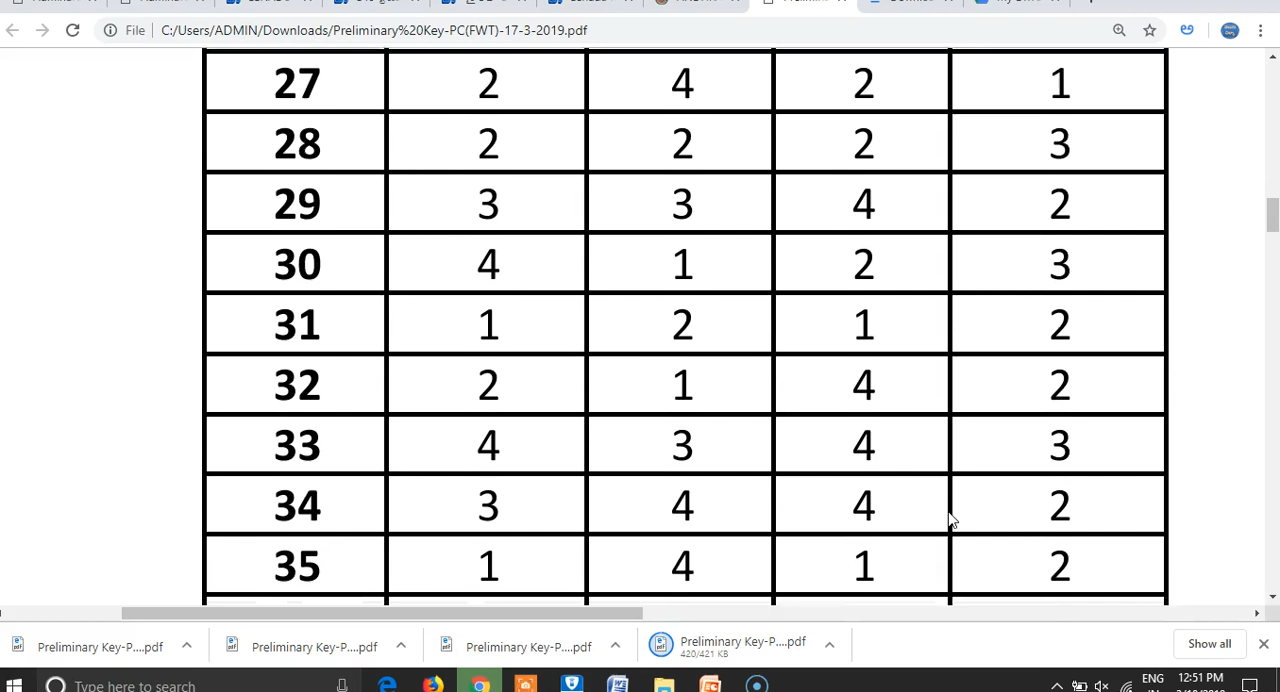 File C:/Users/ADMIN/Downloads/Preliminary%20Key-PC(FWT)-17-3-2019.pdf
27 2 4 2 1
28 2 2 2 3
29 3 3 4 2
30 4 1 2 3
31 1 2 1 2
32 2 1 4 2
33 4 3 4 3
34 3 4 4 2
35 1 4 1 2
Preliminary Key-P....pdf Preliminary Key-P....pdf Preliminary Key-P....pdf Preliminary Key-P....pdf Show all
420/421 KB
12:51 PM
Type here to search ENG